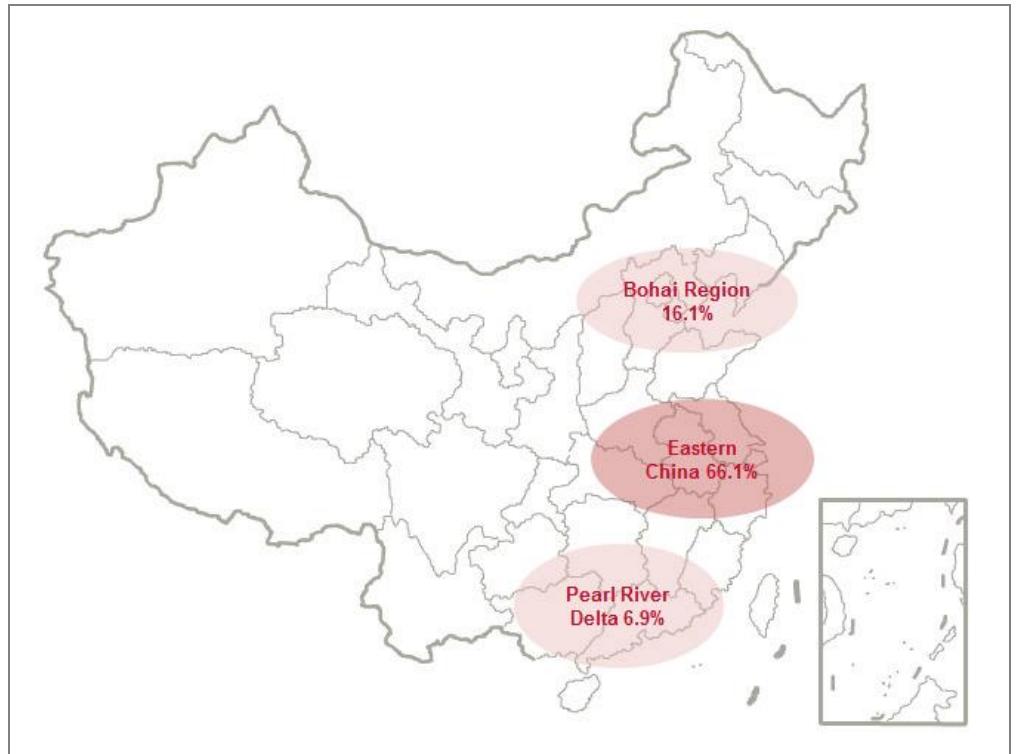 Bohai Region
16.1%
Eastern
China 66.1%
Pearl River
Delta 6.9%